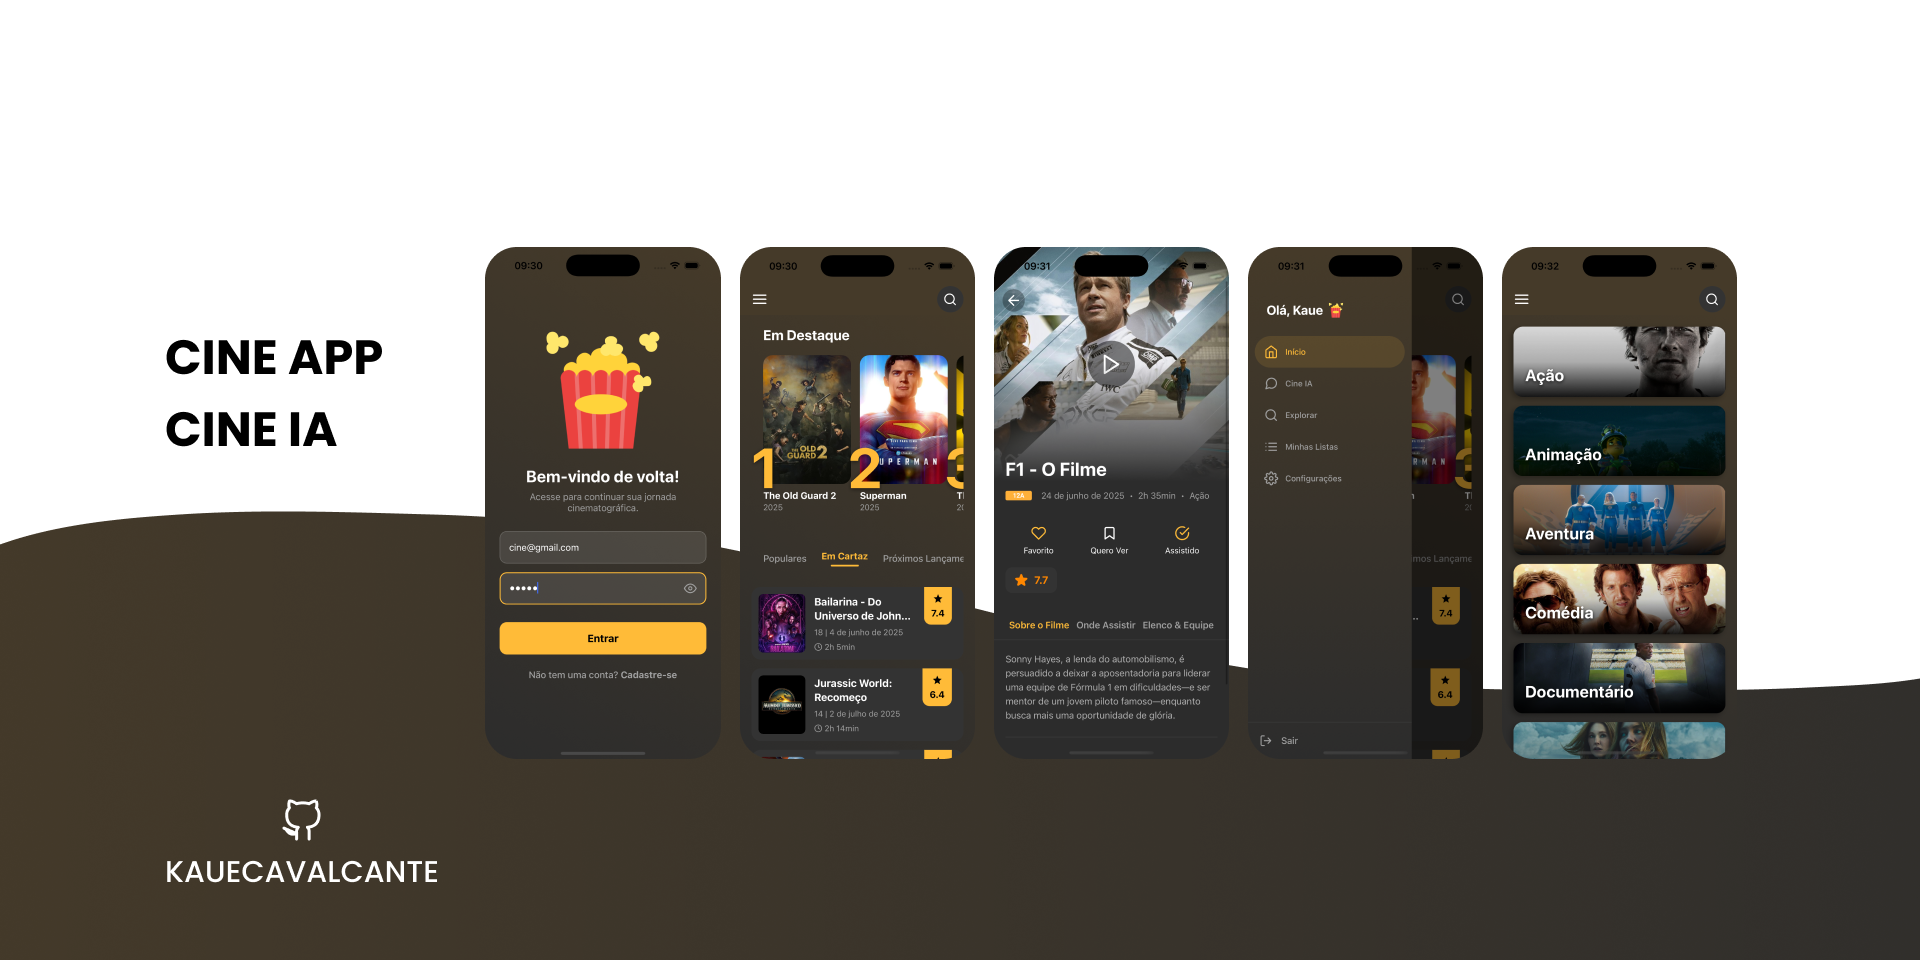 CINE APP
CINE IA
KAUECAVALCANTE
09:30
Bem-vindo de volta!
Acesse para continuar sua jornada
cinematográfica.
cine@gmail.com
•••••
Entrar
Não tem uma conta? Cadastre-se
09:30
Em Destaque
THE OLD
GUARD 2
SUPERMAN
1
2
3
The Old Guard 2
2025
Superman
2025
Populares
Em Cartaz
Próximos Lançame
Bailarina - Do
Universo de John...
18 | 4 de junho de 2025
2h 5min
7.4
Jurassic World:
Recomeço
14 | 2 de julho de 2025
2h 14min
6.4
09:31
IWC
F1 - O Filme
12A
24 de junho de 2025 • 2h 35min • Ação
Favorito
Quero Ver
Assistido
7.7
Sobre o Filme
Onde Assistir
Elenco & Equipe
Sonny Hayes, a lenda do automobilismo, é
persuadido a deixar a aposentadoria para liderar
uma equipe de Fórmula 1 em dificuldades—e ser
mentor de um jovem piloto famoso—enquanto
busca mais uma oportunidade de glória.
09:31
Olá, Kaue
Início
Cine IA
Explorar
Minhas Listas
Configurações
Sair
mos Lançame
7.4
6.4
09:32
Ação
Animação
Aventura
Comédia
Documentário